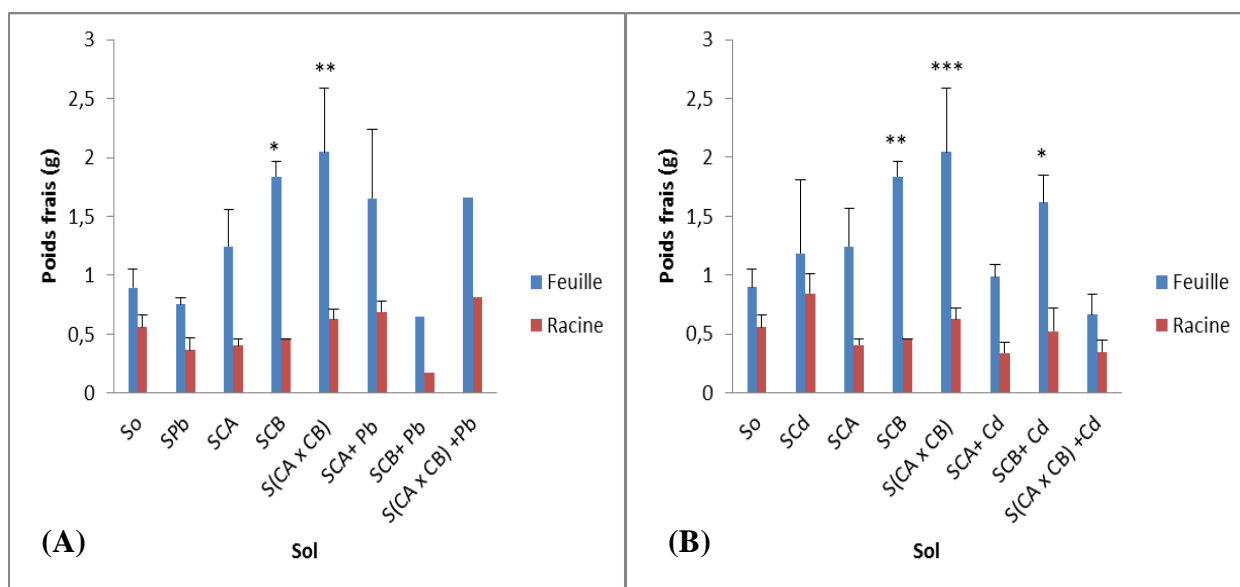 3
2,5
2
1,5
1
0,5
0
Poids frais (g)
*
**
So
SPb
SCA
SCB
S(CA x CB)
SCA+ Pb
SCB+ Pb
S(CA x CB) +Pb
Sol
Feuille
Racine
(A)
3
2,5
2
1,5
1
0,5
0
Poids frais (g)
**
***
*
So
SCd
SCA
SCB
S(CA x CB)
SCA+ Cd
SCB+ Cd
S(CA x CB) +Cd
Sol
Feuille
Racine
(B)